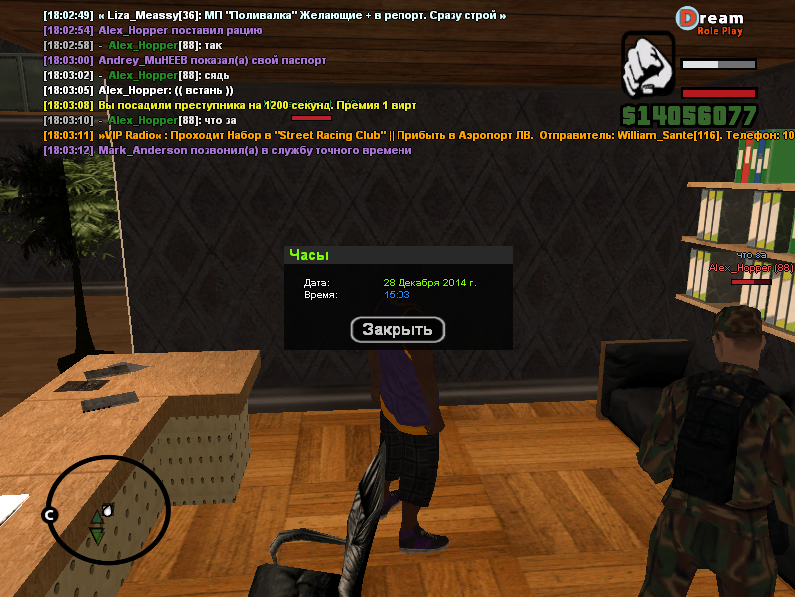 [18:02:49] « Liza_Meassy[36]: МП "Поливалка" Желающие + в репорт. Сразу строй »
[18:02:54] Alex_Hopper поставил рацию
[18:02:58] - Alex_Hopper[88]: так
[18:03:00] Andrey_MuHEEB показал(а) свой паспорт
[18:03:02] - Alex_Hopper[88]: сядь
[18:03:05] Alex_Hopper: (( встань ))
[18:03:08] Вы посадили преступника на 1200 секунд. Премия 1 вирт
[18:03:10] - Alex_Hopper[88]: что за
[18:03:11] »VIP Radio« : Проходит Набор в "Street Racing Club" || Прибыть в Аэропорт ЛВ. Отправитель: William_Sante[116]. Телефон: 10
[18:03:12] Mark_Anderson позвонил(а) в службу точного времени
Dream
Role Play
$14056077
что за
Alex_Hopper (88)
Часы
Дата: 28 Декабря 2014 г.
Время: 16:03
Закрыть
C